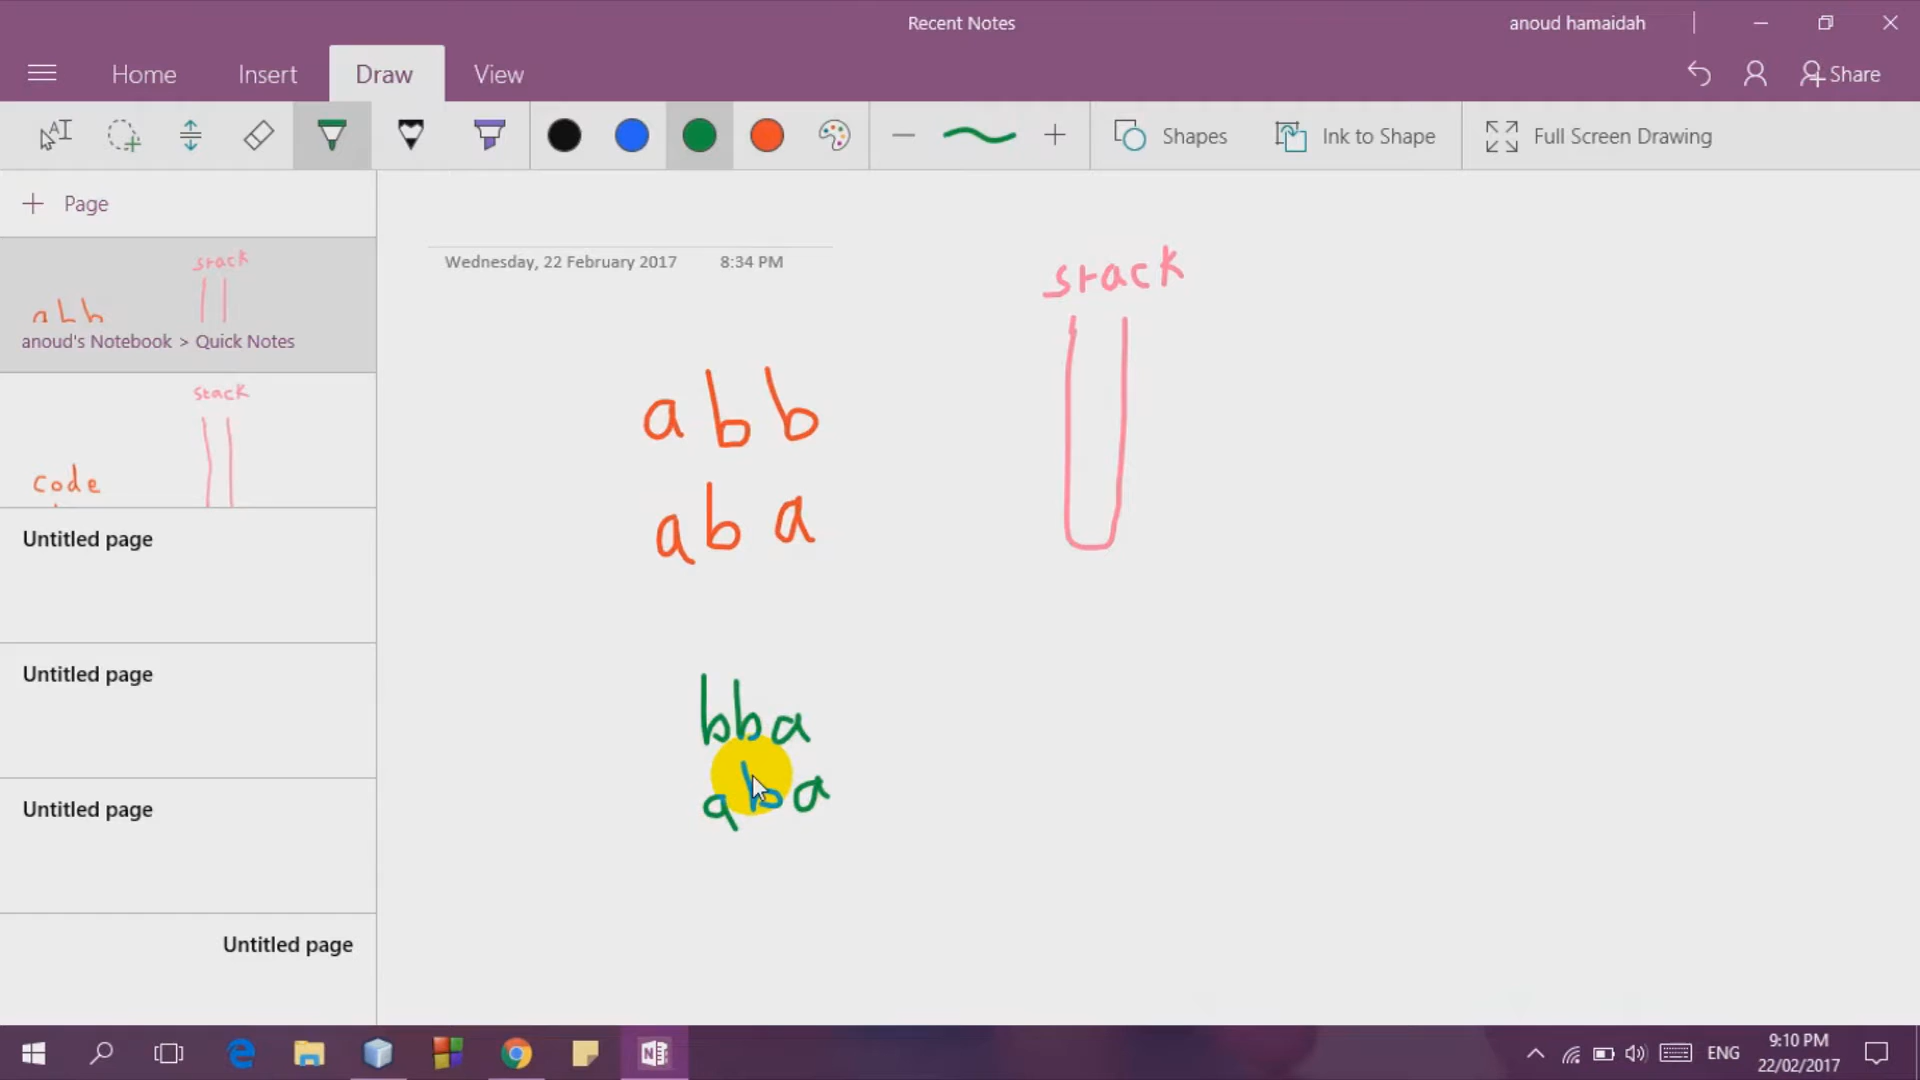 Recent Notes
anoud hamaidah
Home
Insert
Draw
View
Share
Shapes
Ink to Shape
Full Screen Drawing
Page
stack
abb
anoud's Notebook > Quick Notes
stack
code
Untitled page
Untitled page
Untitled page
Untitled page
Wednesday, 22 February 2017 8:34 PM
stack
abb
aba
bba
aba
ENG
9:10 PM
22/02/2017